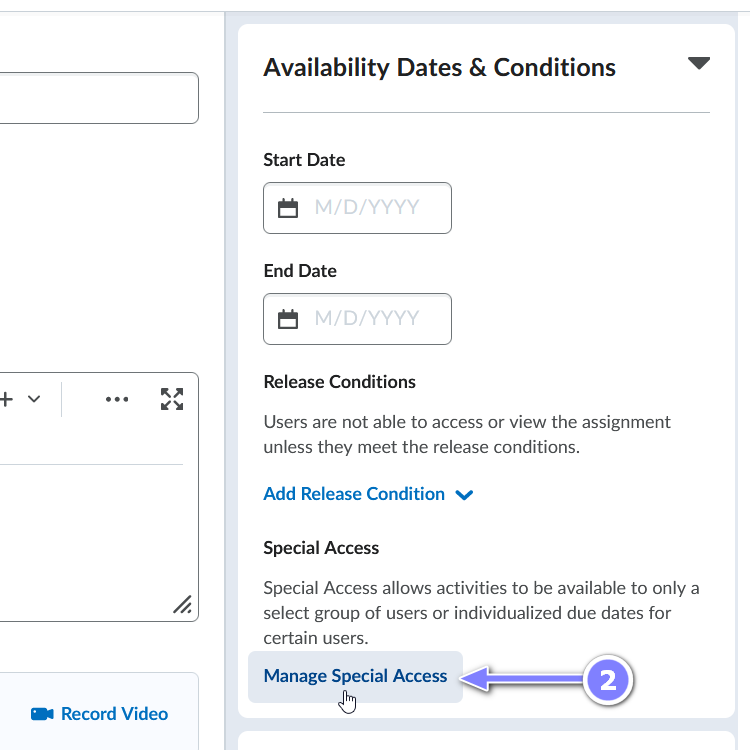 Availability Dates & Conditions
Start Date
M/D/YYYY
End Date
M/D/YYYY
Release Conditions
Users are not able to access or view the assignment
unless they meet the release conditions.
Add Release Condition
Special Access
Special Access allows activities to be available to only a
select group of users or individualized due dates for
certain users.
Manage Special Access
2
Record Video